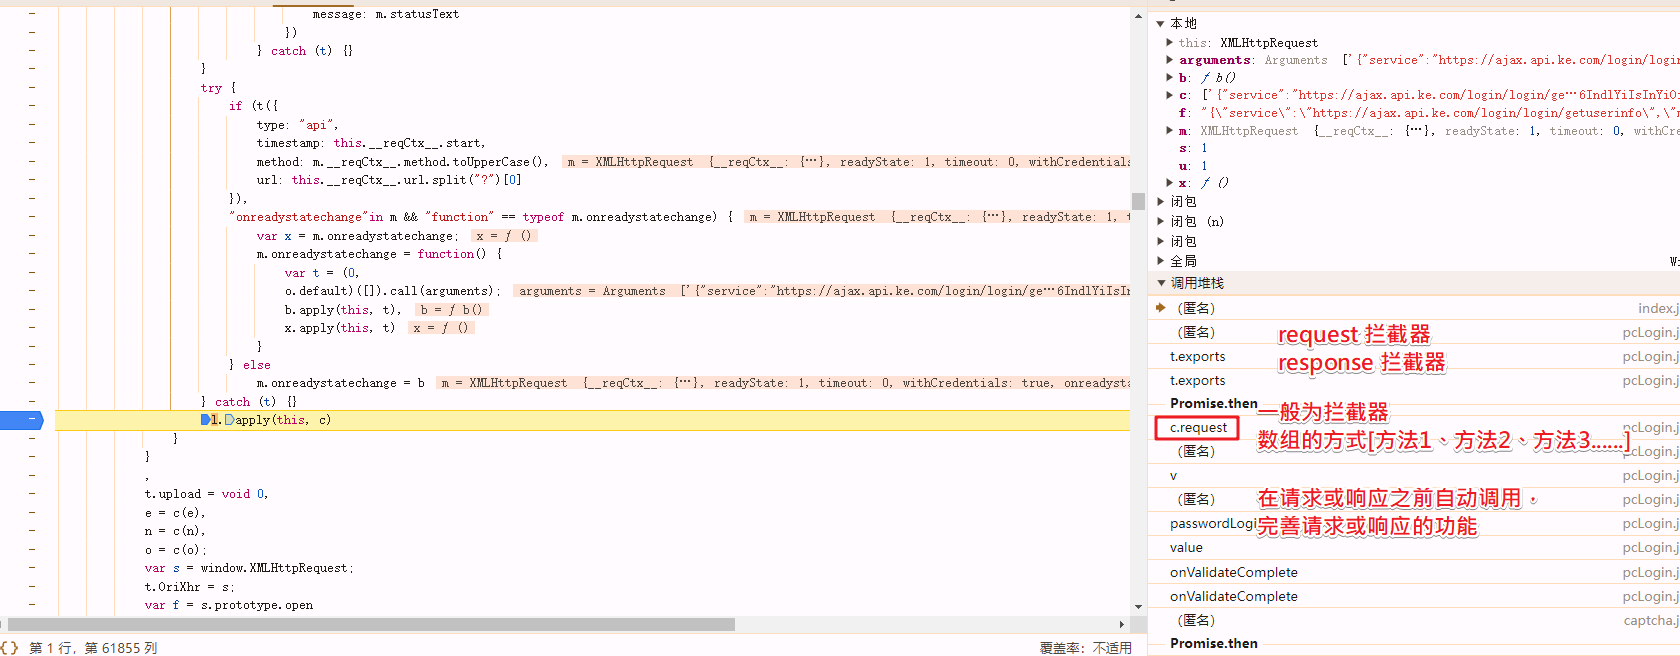 message: m.statusText
})
} catch (t) {}
}
try {
if (t({
type: "api",
timestamp: this.__reqCtx__.start,
method: m.__reqCtx__.method.toUpperCase(), m = XMLHttpRequest {__reqCtx__: {…}, readyState: 1, timeout: 0, withCredentials
url: this.__reqCtx__.url.split("?")[0]
}),
"onreadystatechange"in m && "function" == typeof m.onreadystatechange) { m = XMLHttpRequest {__reqCtx__: {…}, readyState: 1, t
var x = m.onreadystatechange; x = ƒ ()
m.onreadystatechange = function() {
var t = (0,
o.default)([]).call(arguments); arguments = Arguments ['{"service":"https://ajax.api.ke.com/login/login/ge…6IndlYiIsIn
b.apply(this, t), b = ƒ b()
x.apply(this, t) x = ƒ ()
}
} else
m.onreadystatechange = b m = XMLHttpRequest {__reqCtx__: {…}, readyState: 1, timeout: 0, withCredentials: true, onreadysta
} catch (t) {}
l.apply(this, c)
}
}
,
t.upload = void 0,
e = c(e),
n = c(n),
o = c(o);
var s = window.XMLHttpRequest;
t.OriXhr = s;
var f = s.prototype.open
{} 第 1 行，第 61855 列
覆盖率：不适用
本地
this: XMLHttpRequest
arguments: Arguments ['{"service":"https://ajax.api.ke.com/login/logi
b: ƒ b()
c: ['{"service":"https://ajax.api.ke.com/login/login/ge…6IndlYiIsInYiO
f: "{\"service\":\"https://ajax.api.ke.com/login/login/getuserinfo\",\"
m: XMLHttpRequest {__reqCtx__: {…}, readyState: 1, timeout: 0, withCre
s: 1
u: 1
x: ƒ ()
闭包
闭包 (n)
闭包
全局
调用堆栈
（匿名） index.j
（匿名） pcLogin.j
request 拦截器
t.exports pcLogin.j
response 拦截器
t.exports pcLogin.j
Promise.then
一般为拦截器
c.request pcLogin.j
数组的方式[方法1、方法2、方法3......]
（匿名） pcLogin.j
v pcLogin.j
（匿名） pcLogin.j
在请求或响应之前自动调用，
passwordLogi pcLogin.j
完善请求或响应的功能
value pcLogin.j
onValidateComplete pcLogin.j
onValidateComplete pcLogin.j
（匿名） captcha.j
Promise.then